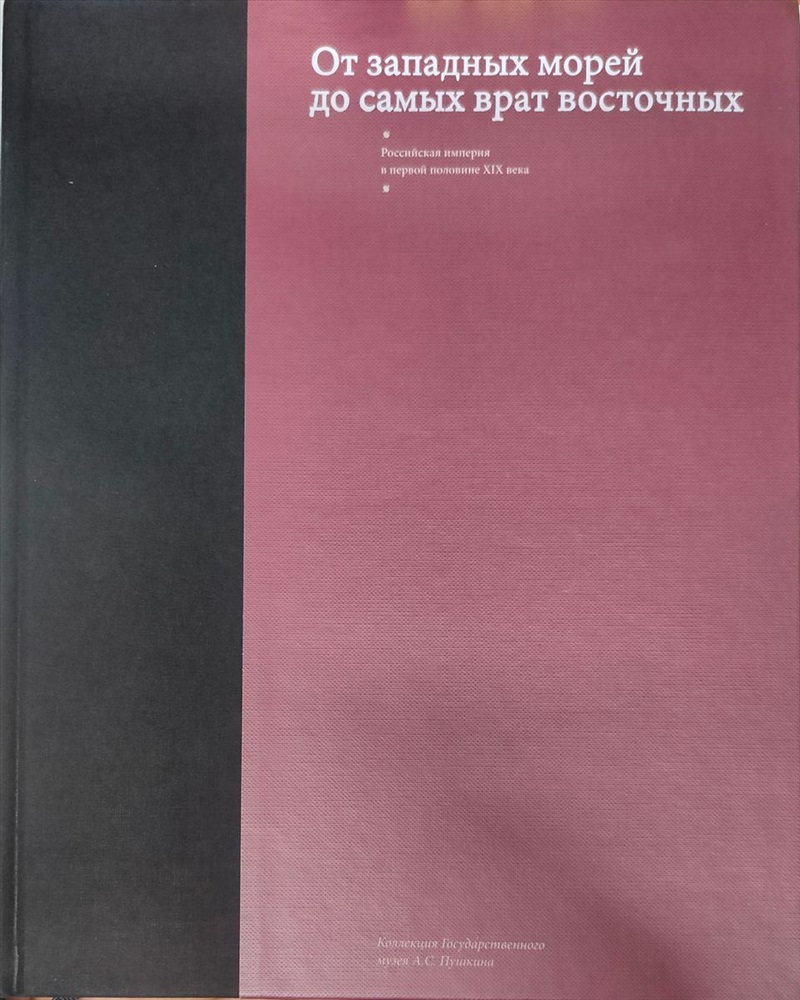 От западных морей
до самых врат восточных
Российская империя
в первой половине XIX века
Коллекция Государственного
музея А.С. Пушкина